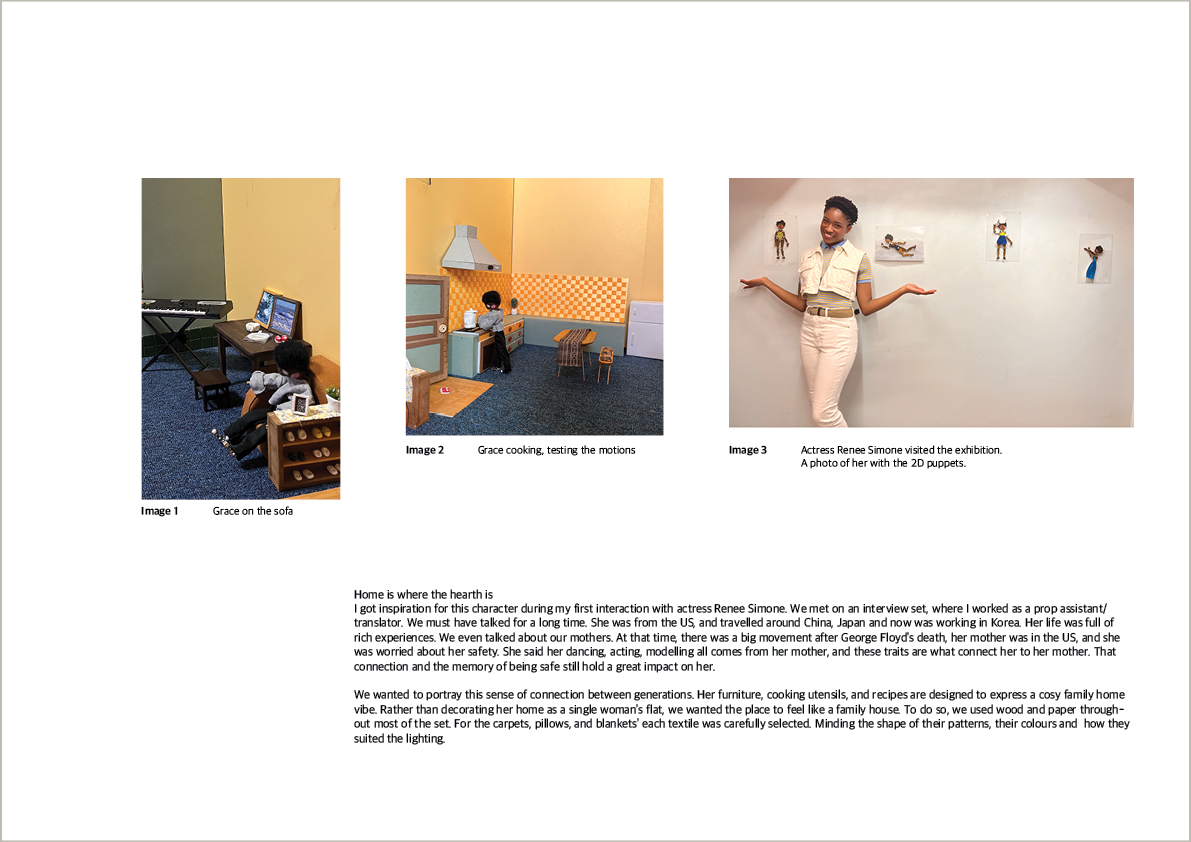 Image 1 Grace on the sofa
Image 2 Grace cooking, testing the motions
Image 3 Actress Renee Simone visited the exhibition.
A photo of her with the 2D puppets.
Home is where the hearth is
I got inspiration for this character during my first interaction with actress Renee Simone. We met on an interview set, where I worked as a prop assistant/
translator. We must have talked for a long time. She was from the US, and travelled around China, Japan and now was working in Korea. Her life was full of
rich experiences. We even talked about our mothers. At that time, there was a big movement after George Floyd's death, her mother was in the US, and she
was worried about her safety. She said her dancing, acting, modelling all comes from her mother, and these traits are what connect her to her mother. That
connection and the memory of being safe still hold a great impact on her.
We wanted to portray this sense of connection between generations. Her furniture, cooking utensils, and recipes are designed to express a cosy family home
vibe. Rather than decorating her home as a single woman's flat, we wanted the place to feel like a family house. To do so, we used wood and paper through-
out most of the set. For the carpets, pillows, and blankets' each textile was carefully selected. Minding the shape of their patterns, their colours and  how they
suited the lighting.